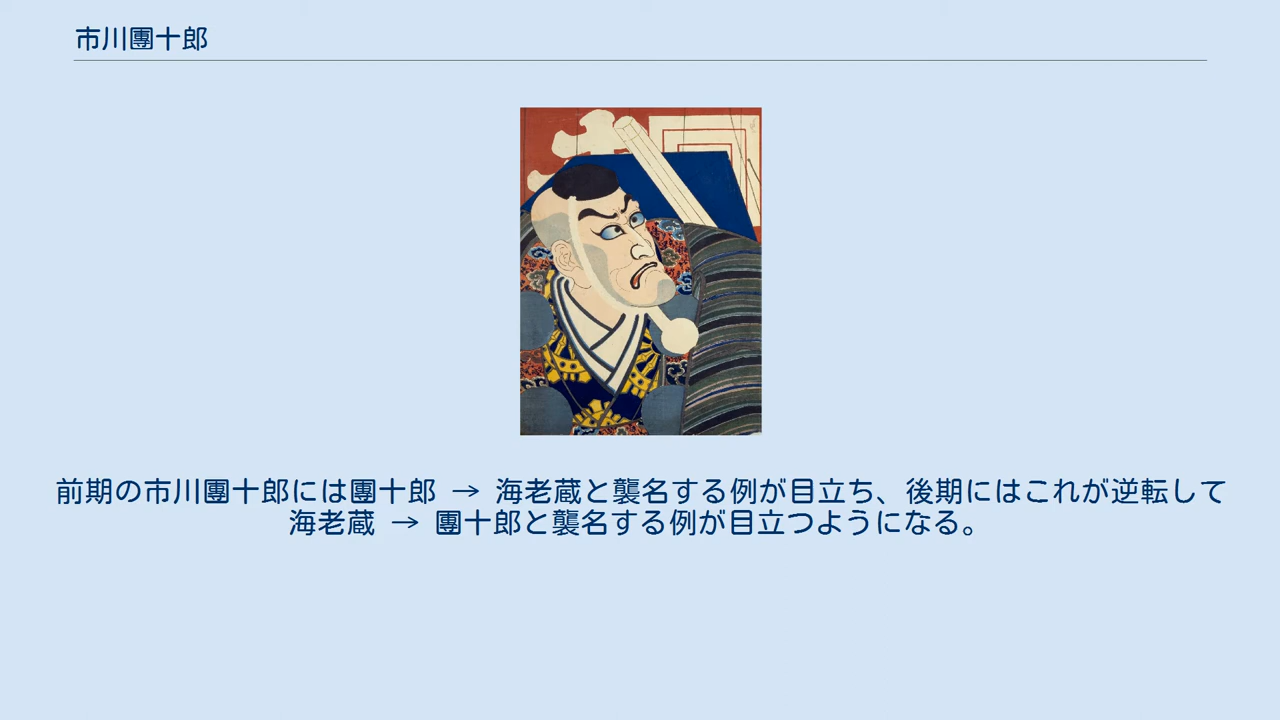 市川團十郎
前期の市川團十郎には團十郎 → 海老蔵と襲名する例が目立ち、後期にはこれが逆転して
海老蔵 → 團十郎と襲名する例が目立つようになる。